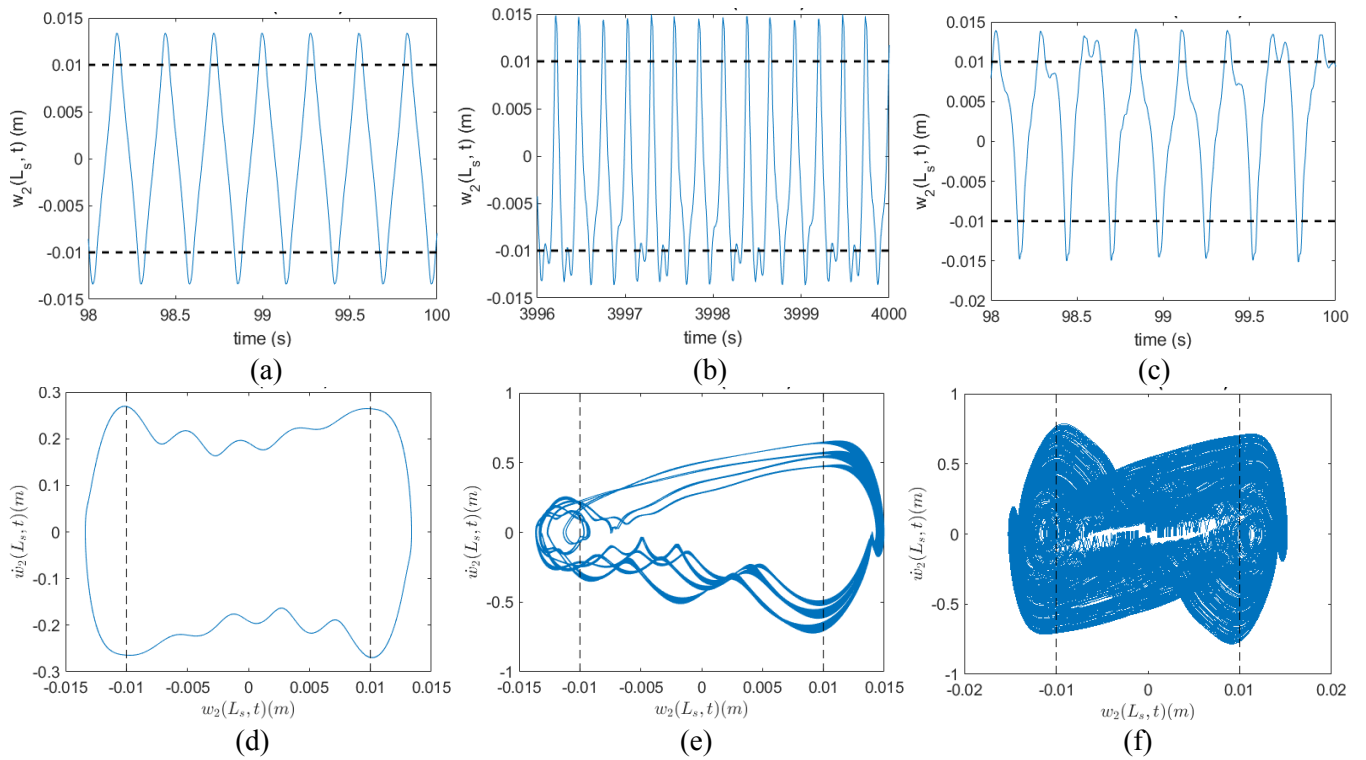 0.015
0.01
0.005
0
-0.005
-0.01
-0.015
w₂(Lₛ, t) (m)
98 98.5 99 99.5 100
time (s)
(a)
0.015
0.01
0.005
0
-0.005
-0.01
-0.015
w₂(Lₛ, t) (m)
3996 3997 3998 3999 4000
time (s)
(b)
0.015
0.01
0.005
0
-0.005
-0.01
-0.015
-0.02
w₂(Lₛ, t) (m)
98 98.5 99 99.5 100
time (s)
(c)
0.3
0.2
0.1
0
-0.1
-0.2
-0.3
ẇ₂(Lₛ, t)(m)
-0.015 -0.01 -0.005 0 0.005 0.01 0.015
w₂(Lₛ, t)(m)
(d)
1
0.5
0
-0.5
-1
ẇ₂(Lₛ, t)(m)
-0.015 -0.01 -0.005 0 0.005 0.01 0.015
w₂(Lₛ, t)(m)
(e)
1
0.5
0
-0.5
-1
ẇ₂(Lₛ, t)(m)
-0.02 -0.01 0 0.01 0.02
w₂(Lₛ, t)(m)
(f)